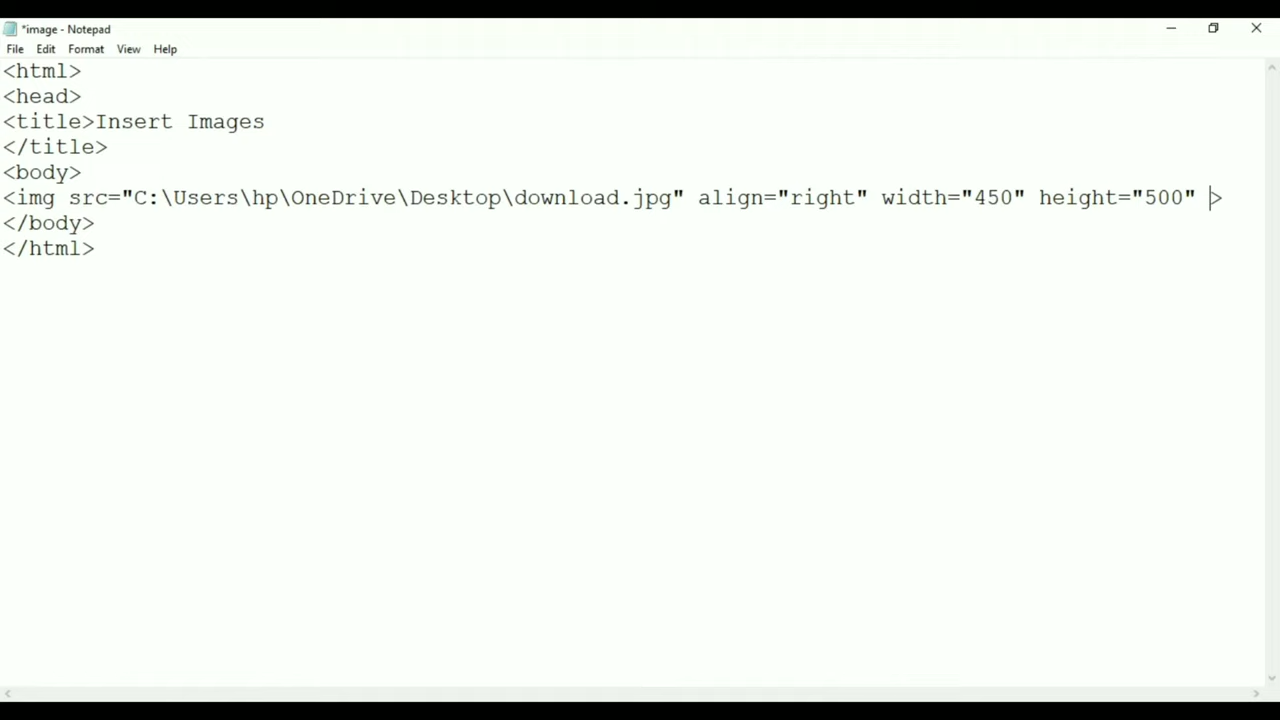 *image - Notepad
File Edit Format View Help
<html>
<head>
<title>Insert Images
</title>
<body>
<img src="C:\Users\hp\OneDrive\Desktop\download.jpg" align="right" width="450" height="500" >
</body>
</html>